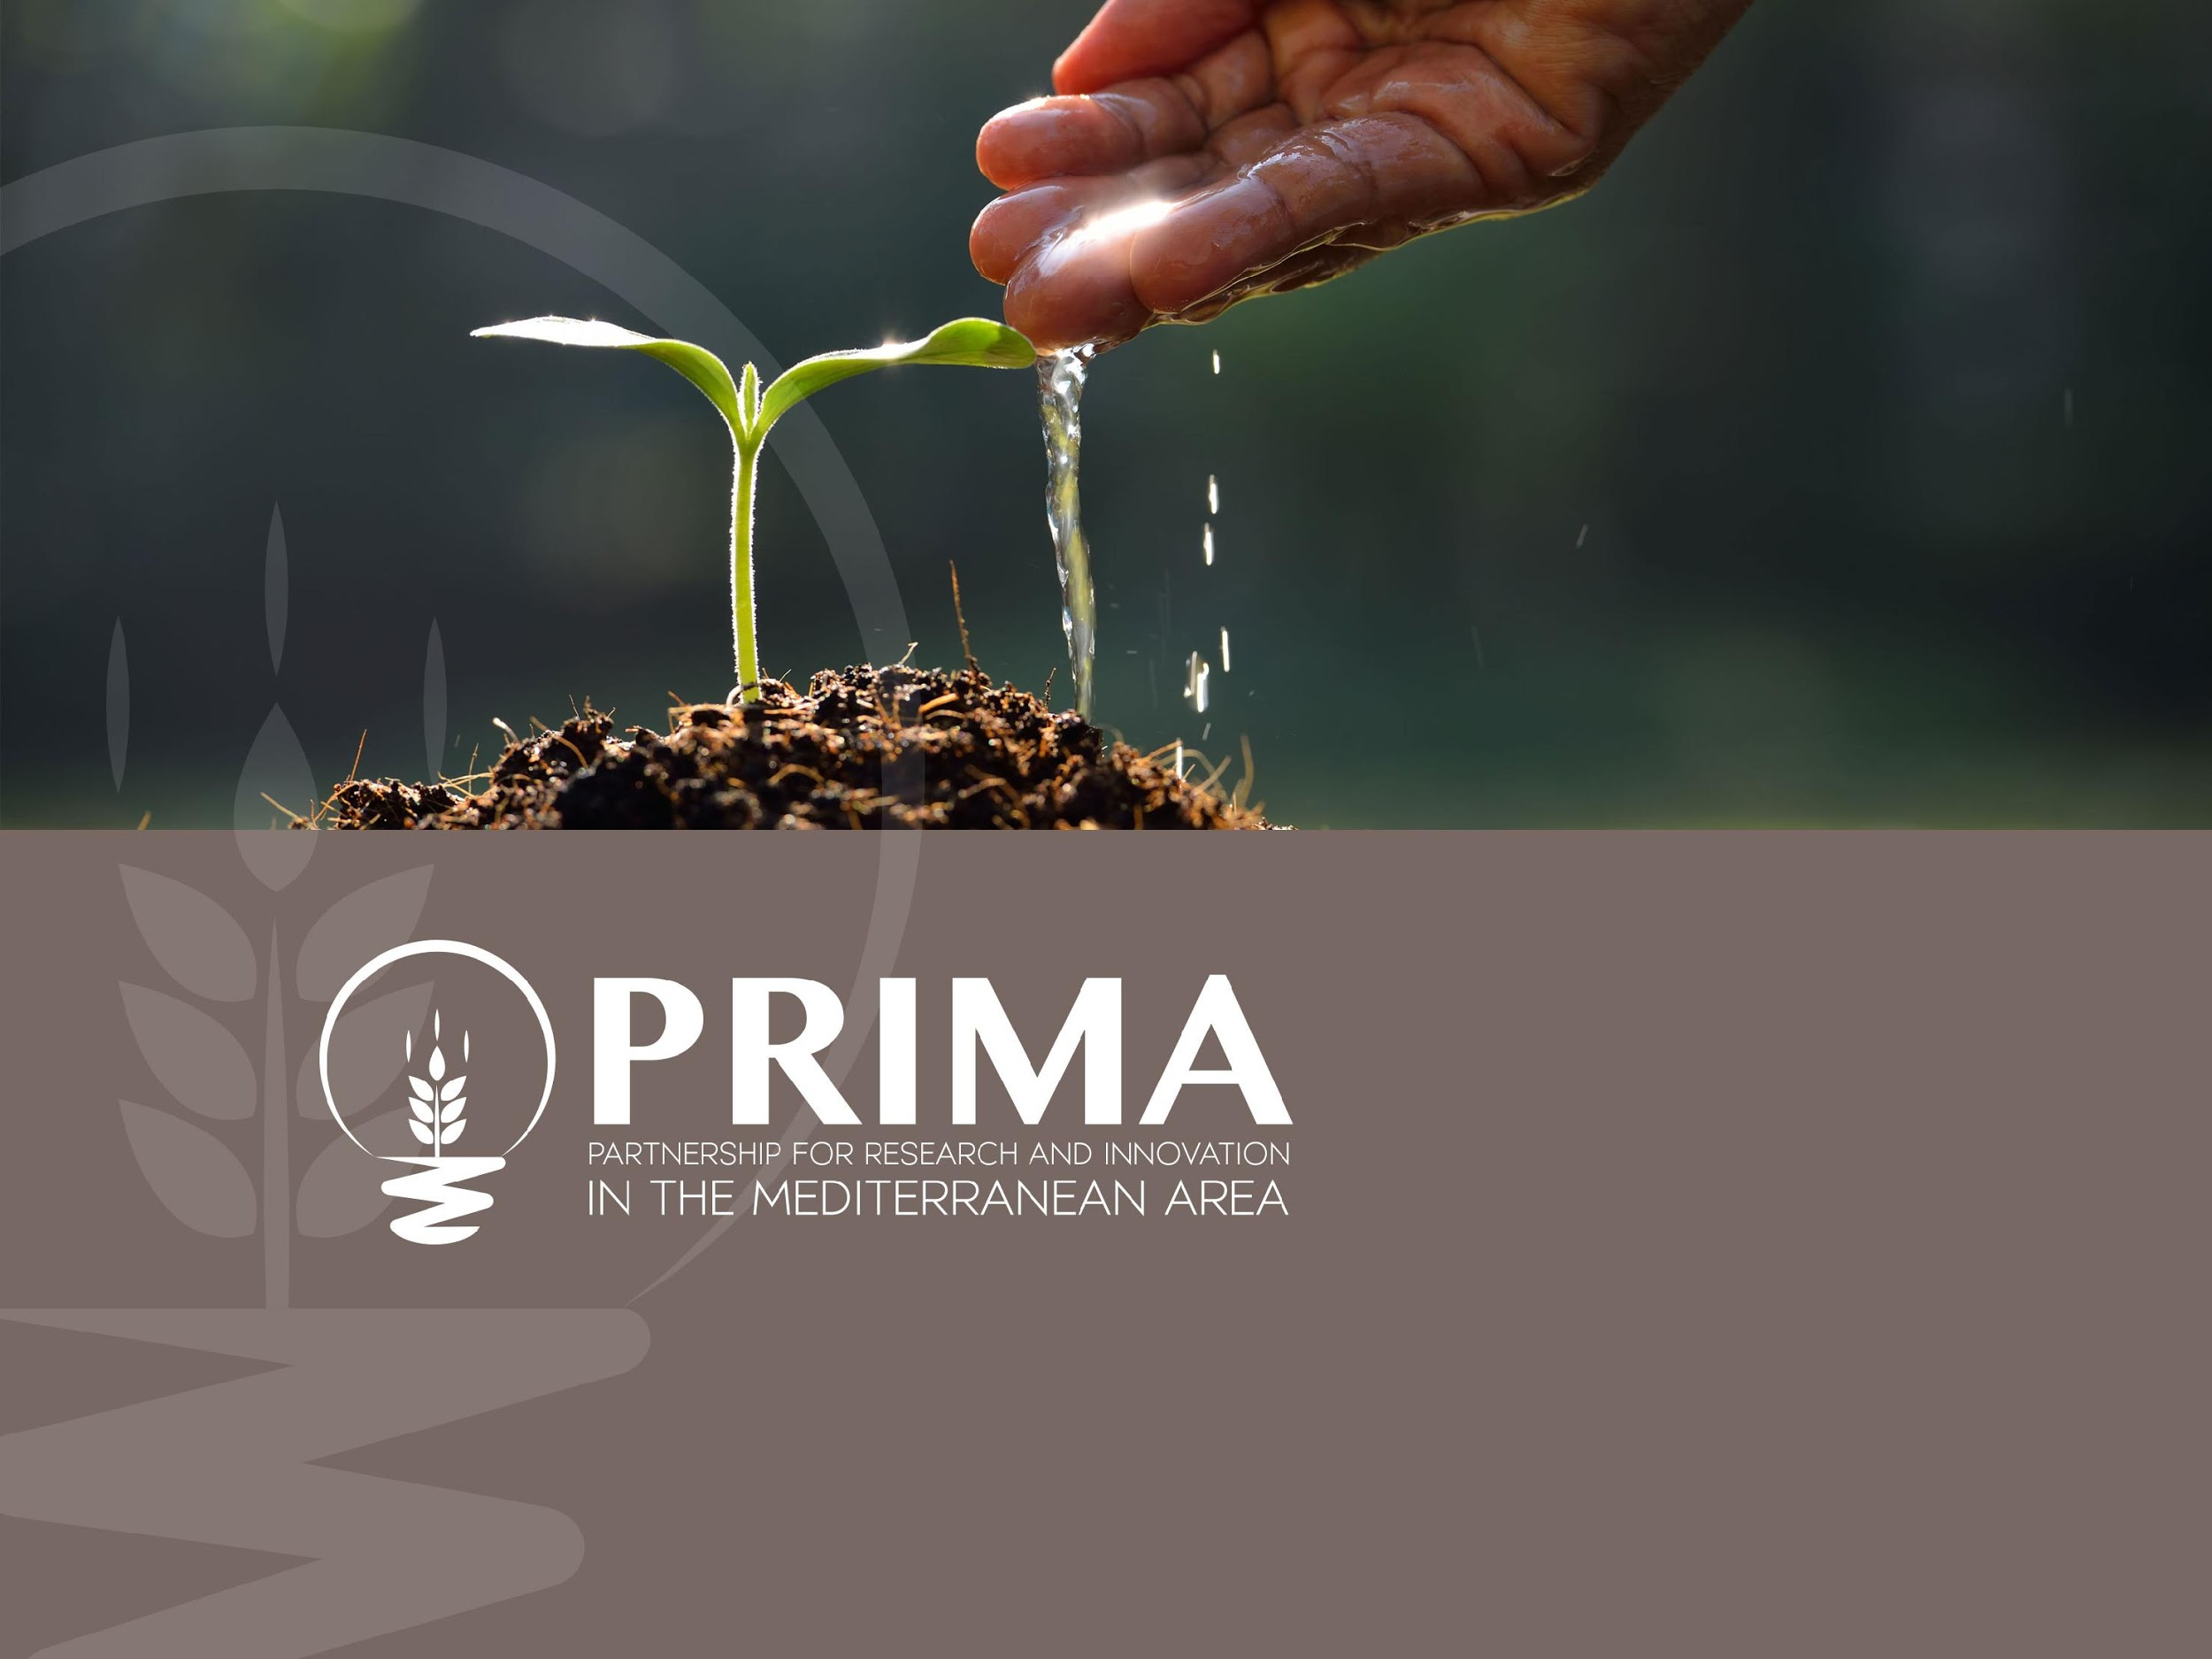 PRIMA
PARTNERSHIP FOR RESEARCH AND INNOVATION
IN THE MEDITERRANEAN AREA